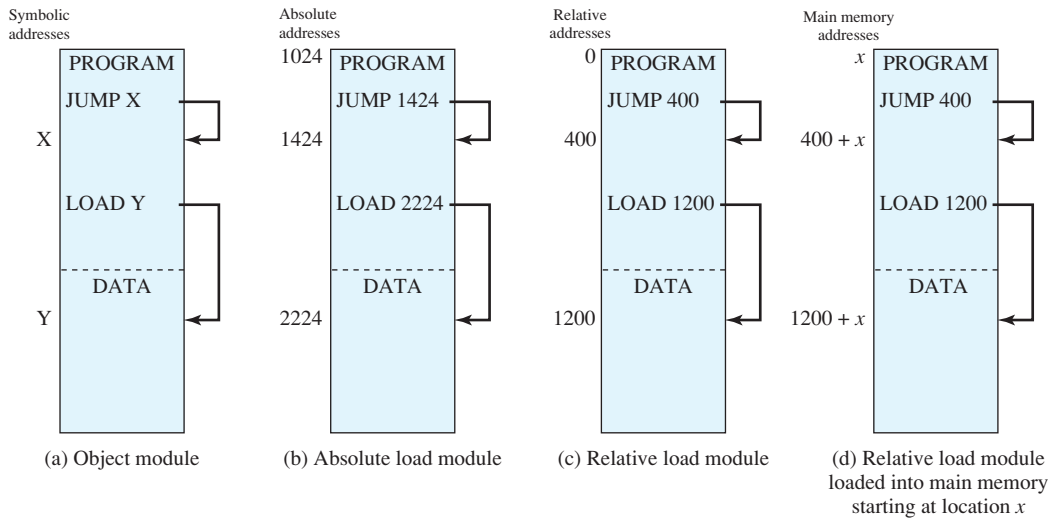 Symbolic
addresses
PROGRAM
JUMP X
X
LOAD Y
DATA
Y
(a) Object module
Absolute
addresses
1024
PROGRAM
JUMP 1424
1424
LOAD 2224
DATA
2224
(b) Absolute load module
Relative
addresses
0
PROGRAM
JUMP 400
400
LOAD 1200
DATA
1200
(c) Relative load module
Main memory
addresses
x
PROGRAM
JUMP 400
400 + x
LOAD 1200
DATA
1200 + x
(d) Relative load module
loaded into main memory
starting at location x